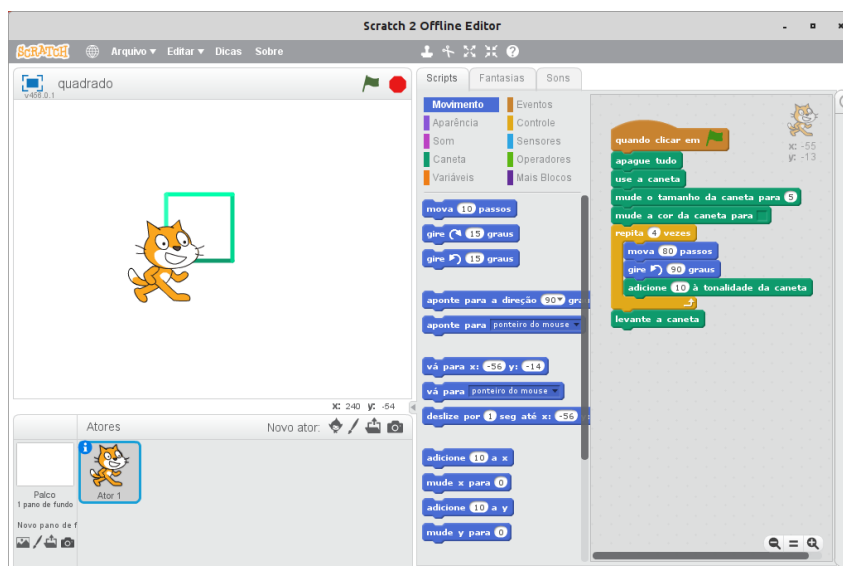 Scratch 2 Offline Editor
SCRATCH Arquivo Editar Dicas Sobre
quadrado
v456.0.1
Scripts Fantasias Sons
Movimento Eventos
Aparência Controle
Som Sensores
Caneta Operadores
Variáveis Mais Blocos
mova 10 passos
gire 15 graus
gire 15 graus
aponte para a direção 90
aponte para ponteiro do mouse
vá para x: -56 y: -14
vá para ponteiro do mouse
deslize por 1 seg até x: -56
adicione 10 a x
mude x para 0
adicione 10 a y
mude y para 0
x: -55
y: -13
quando clicar em
apague tudo
use a caneta
mude o tamanho da caneta para 5
mude a cor da caneta para
repita 4 vezes
mova 80 passos
gire 90 graus
adicione 10 à tonalidade da caneta
levante a caneta
X: 240 y: -54
Atores Novo ator:
Palco
1 pano de fundo
Ator 1
Novo pano de f